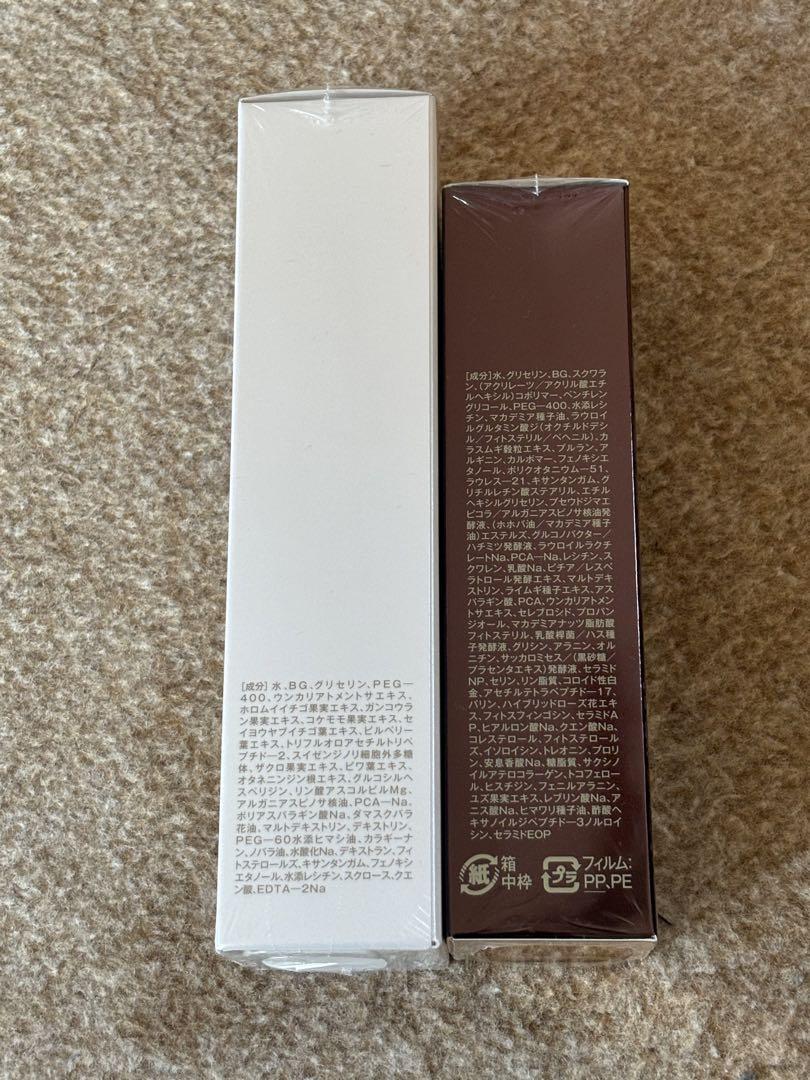 [成分]水、BG、グリセリン、PEG—
400、ウンカリアトメントサエキス、
ホロムイイチゴ果実エキス、ガンコウラ
ン果実エキス、コケモモ果実エキス、セ
イヨウヤブイチゴ葉エキス、ビルベリー
葉エキス、トリフルオロアセチルトリペ
プチド—2、スイゼンジノリ細胞外多糖
体、ザクロ果実エキス、ビワ葉エキス、
オタネニンジン根エキス、グルコシルヘ
スペリジン、リン酸アスコルビルMg、
アルガニアスピノサ核油、PCA—Na、
ポリアスパラギン酸Na、ダマスクバラ
花油、マルトデキストリン、デキストリン、
PEG—60水添ヒマシ油、カラギーナ
ン、ノバラ油、水酸化Na、デキストラン、フィ
トステロールズ、キサンタンガム、フェノキシ
エタノール、水添レシチン、スクロース、クエ
ン酸、EDTA—2Na
[成分]水、グリセリン、BG、スクワラ
ン、(アクリレーツ/アクリル酸エチ
ルヘキシル)コポリマー、ペンチレン
グリコール、PEG—400、水添レシ
チン、マカデミア種子油、ラウロイ
ルグルタミン酸ジ(オクチルドデシ
ル/フィトステリル/ベヘニル)、カ
ラスムギ穀粒エキス、プルラン、ア
ルギニン、カルボマー、フェノキシエ
タノール、ポリクオタニウム—51、
ラウレス—21、キサンタンガム、グ
リチルレチン酸ステアリル、エチル
ヘキシルグリセリン、プセウドジマエ
ピコラ/アルガニアスピノサ核油発
酵液、(ホホバ油/マカデミア種子
油)エステルズ、グルコノバクター/
ハチミツ発酵液、ラウロイルラクチ
レートNa、PCA—Na、レシチン、ス
クワレン、乳酸Na、ピチア/レスベ
ラトロール発酵エキス、マルトデキ
ストリン、ライムギ種子エキス、アス
パラギン酸、PCA、ウンカリアトメン
トサエキス、セレブロシド、プロパン
ジオール、マカデミアナッツ脂肪酸
フィトステリル、乳酸桿菌/ハス種
子発酵液、グリシン、アラニン、オル
ニチン、サッカロミセス/(黒砂糖/
プラセンタエキス)発酵液、セラミド
NP、セリン、リン脂質、コロイド性白
金、アセチルテトラペプチド—17、
バリン、ハイブリッドローズ花エキ
ス、フィトスフィンゴシン、セラミドA
P、ヒアルロン酸Na、クエン酸Na、
コレステロール、フィトステロール
ズ、イソロイシン、トレオニン、プロリ
ン、安息香酸Na、糖脂質、サクシノ
イルアテロコラーゲン、トコフェロー
ル、ヒスチジン、フェニルアラニン、
ユズ果実エキス、レブリン酸Na、ア
ニス酸Na、ヒマワリ種子油、酢酸ヘ
キサノイルジペプチド—3ノルロイ
シン、セラミドEOP
紙 箱 中枠
プラ フィルム:
PP、PE